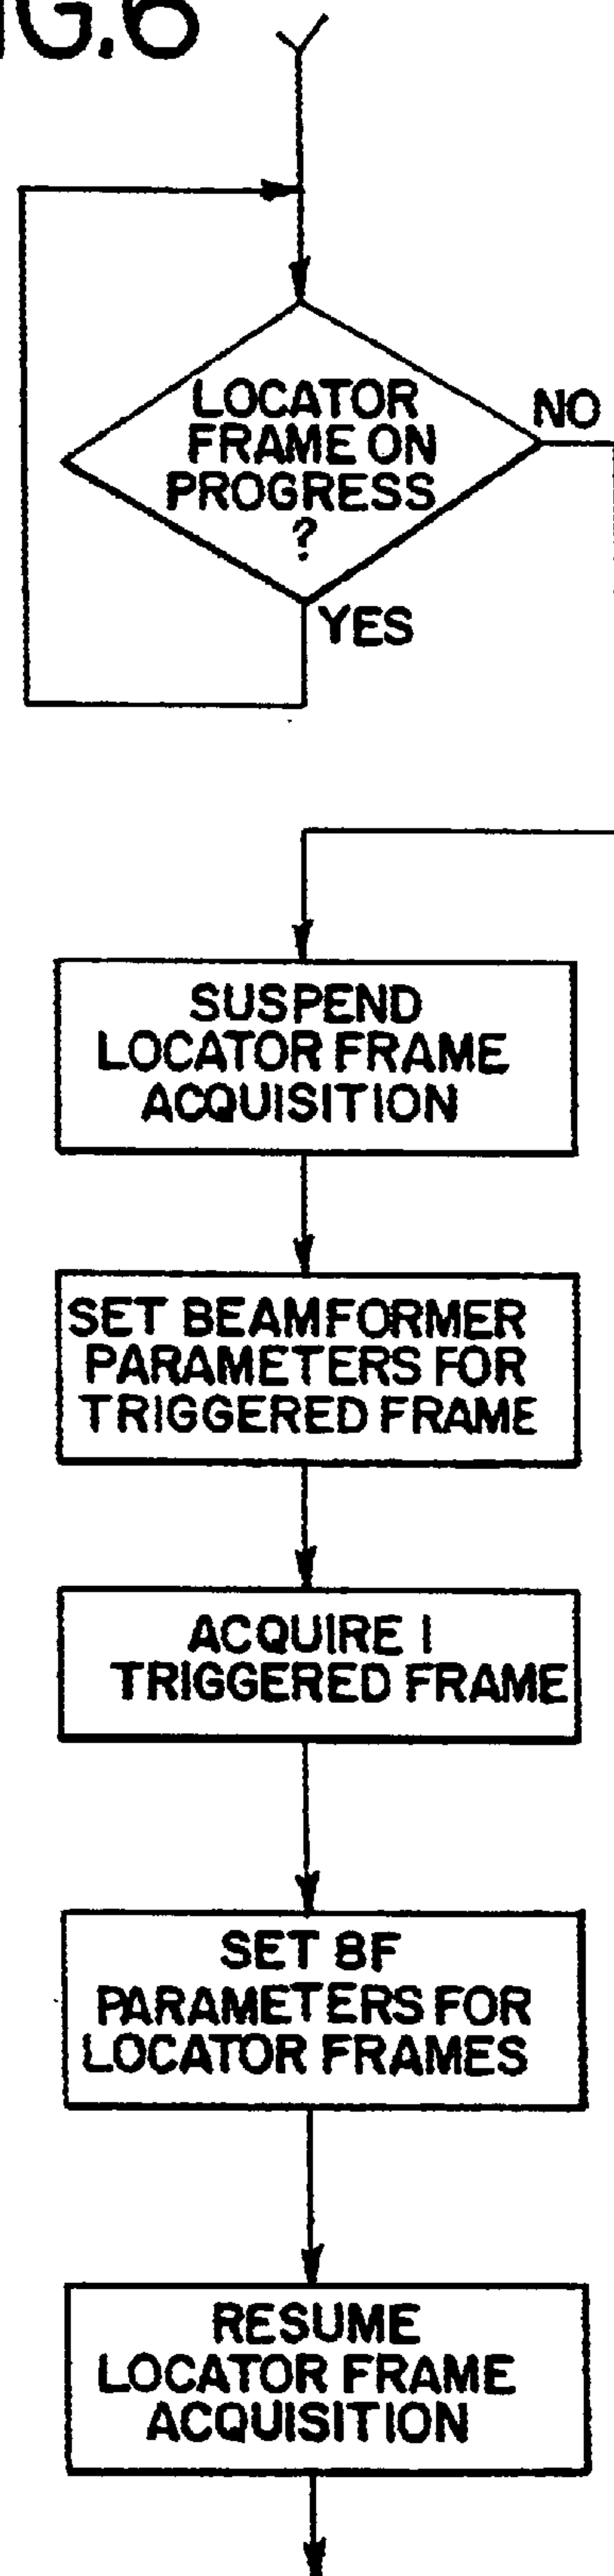 IG.6
LOCATOR
FRAME ON
PROGRESS
?
NO
YES
SUSPEND
LOCATOR FRAME
ACQUISITION
SET BEAMFORMER
PARAMETERS FOR
TRIGGERED FRAME
ACQUIRE 1
TRIGGERED FRAME
SET BF
PARAMETERS FOR
LOCATOR FRAMES
RESUME
LOCATOR FRAME
ACQUISITION